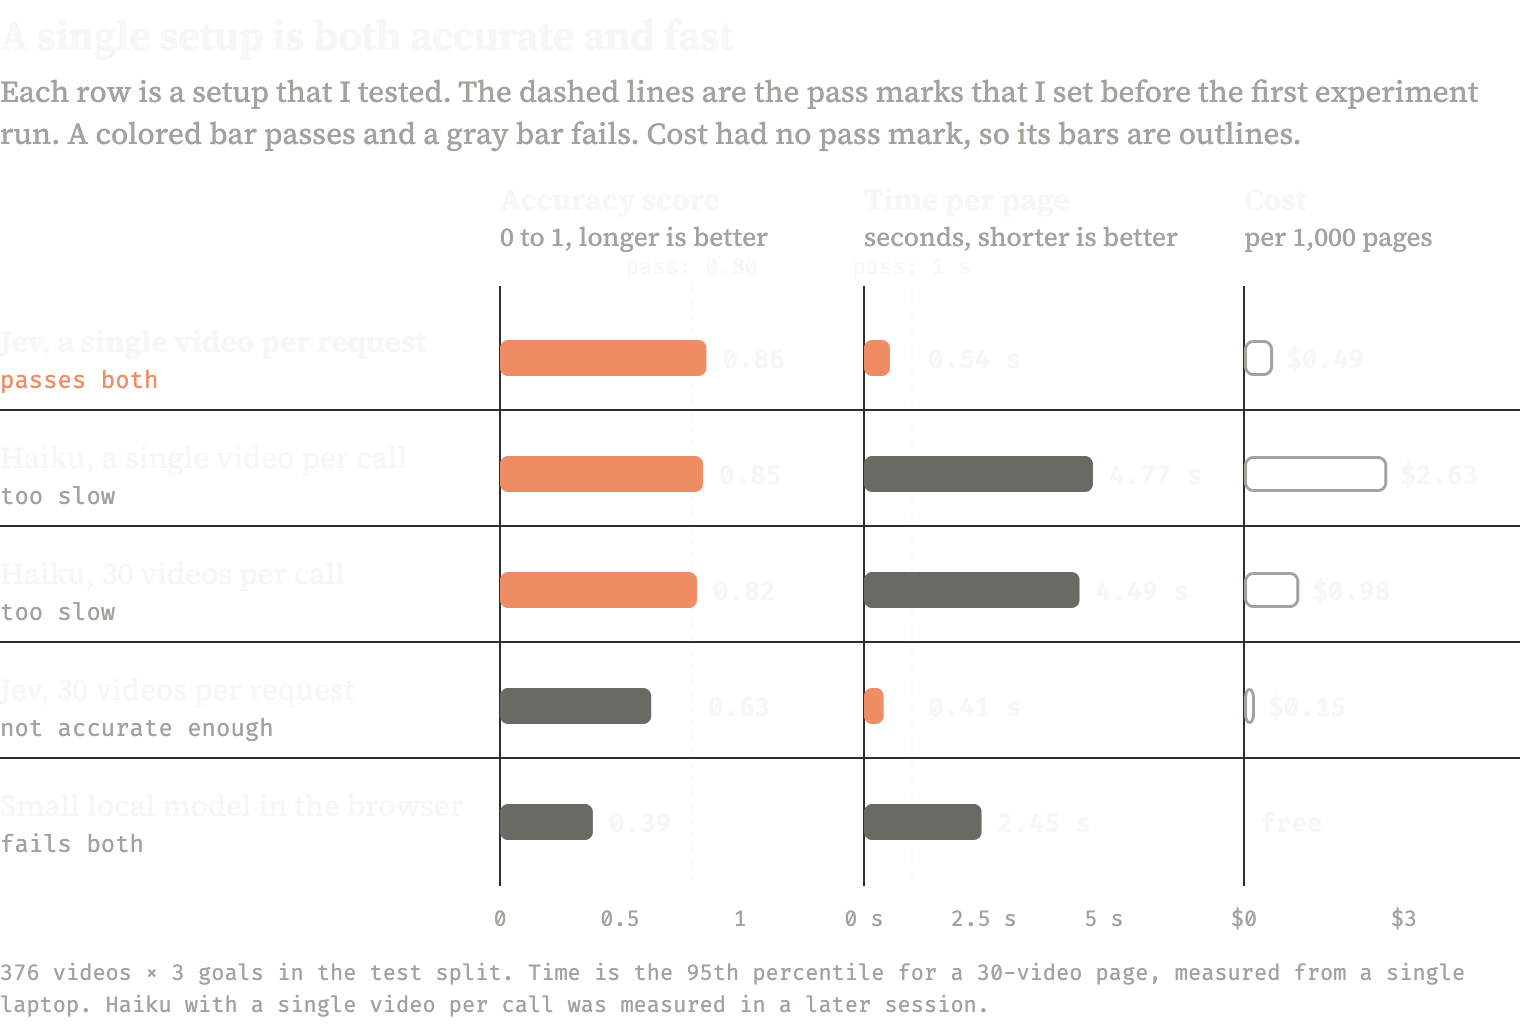 A single setup is both accurate and fast
Each row is a setup that I tested. The dashed lines are the pass marks that I set before the first experiment
run. A colored bar passes and a gray bar fails. Cost had no pass mark, so its bars are outlines.
Accuracy score
0 to 1, longer is better
pass: 0.80
Time per page
seconds, shorter is better
pass: 1 s
Cost
per 1,000 pages
Jev, a single video per request
passes both
0.86
0.54 s
$0.49
Haiku, a single video per call
too slow
0.85
4.77 s
$2.63
Haiku, 30 videos per call
too slow
0.82
4.49 s
$0.98
Jev, 30 videos per request
not accurate enough
0.63
0.41 s
$0.15
Small local model in the browser
fails both
0.39
2.45 s
free
0 0.5 1
0 s 2.5 s 5 s
$0 $3
376 videos × 3 goals in the test split. Time is the 95th percentile for a 30-video page, measured from a single
laptop. Haiku with a single video per call was measured in a later session.